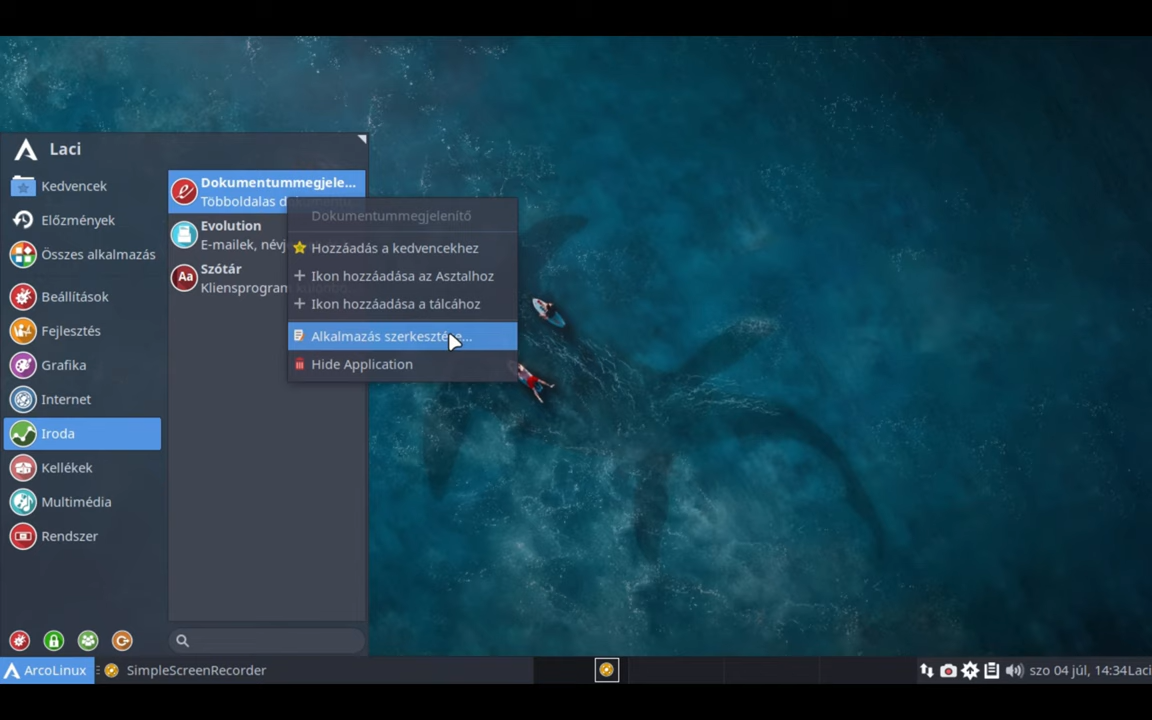 Laci
Kedvencek
Előzmények
Összes alkalmazás
Beállítások
Fejlesztés
Grafika
Internet
Iroda
Kellékek
Multimédia
Rendszer
Dokumentummegjele...
Többoldalas
Evolution
E-mailek,
Szótár
Aa
Kliensprogram
Dokumentummegjelenítő
Hozzáadás a kedvencekhez
Ikon hozzáadása az Asztalhoz
Ikon hozzáadása a tálcához
Alkalmazás
Hide Application
ArcoLinux
SimpleScreenRecorder
szo 04 júl, 14:34
Laci